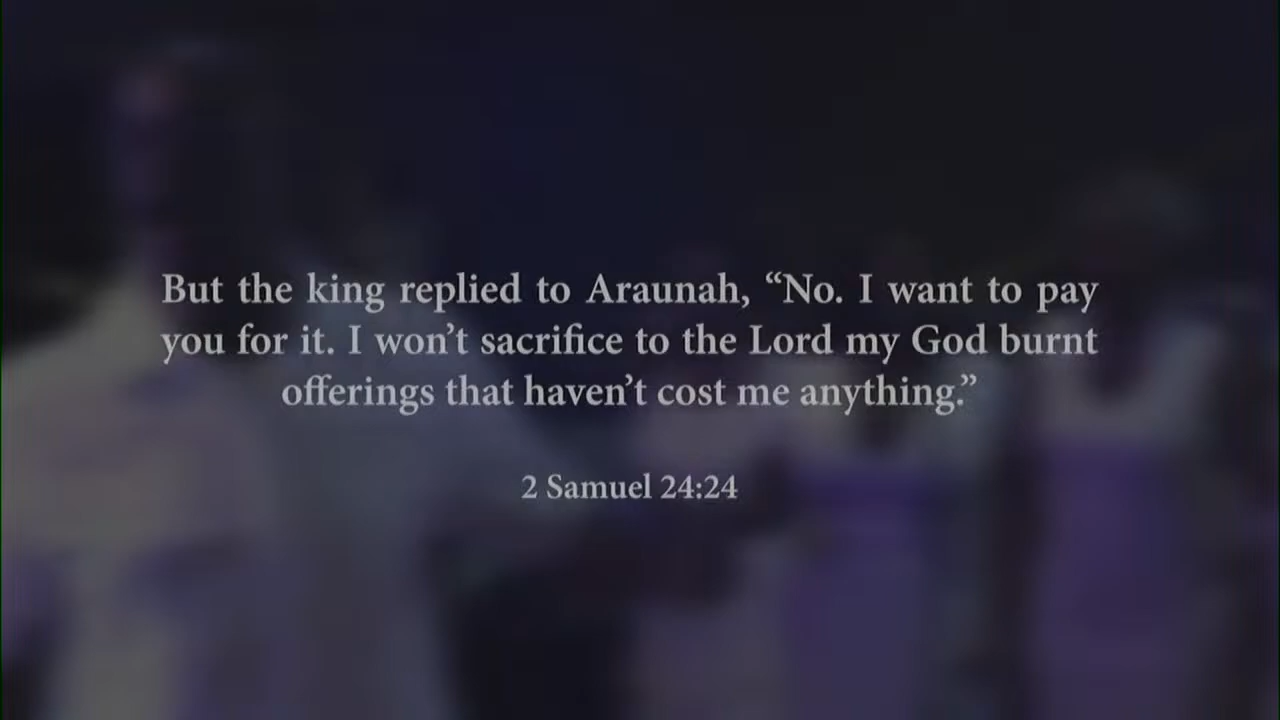 But the king replied to Araunah, “No. I want to pay
you for it. I won’t sacrifice to the Lord my God burnt
offerings that haven’t cost me anything.”
2 Samuel 24:24